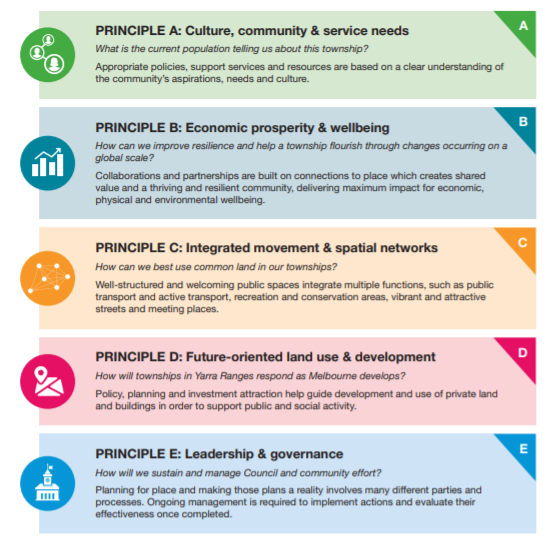 PRINCIPLE A: Culture, community & service needs
A
What is the current population telling us about this township?
Appropriate policies, support services and resources are based on a clear understanding of
the community's aspirations, needs and culture.
PRINCIPLE B: Economic prosperity & wellbeing
B
How can we improve resilience and help a township flourish through changes occurring on a
global scale?
Collaborations and partnerships are built on connections to place which creates shared
value and a thriving and resilient community, delivering maximum impact for economic,
physical and environmental wellbeing.
PRINCIPLE C: Integrated movement & spatial networks
C
How can we best use common land in our townships?
Well-structured and welcoming public spaces integrate multiple functions, such as public
transport and active transport, recreation and conservation areas, vibrant and attractive
streets and meeting places.
PRINCIPLE D: Future-oriented land use & development
D
How will townships in Yarra Ranges respond as Melbourne develops?
Policy, planning and investment attraction help guide development and use of private land
and buildings in order to support public and social activity.
PRINCIPLE E: Leadership & governance
E
How will we sustain and manage Council and community effort?
Planning for place and making those plans a reality involves many different parties and
processes. Ongoing management is required to implement actions and evaluate their
effectiveness once completed.